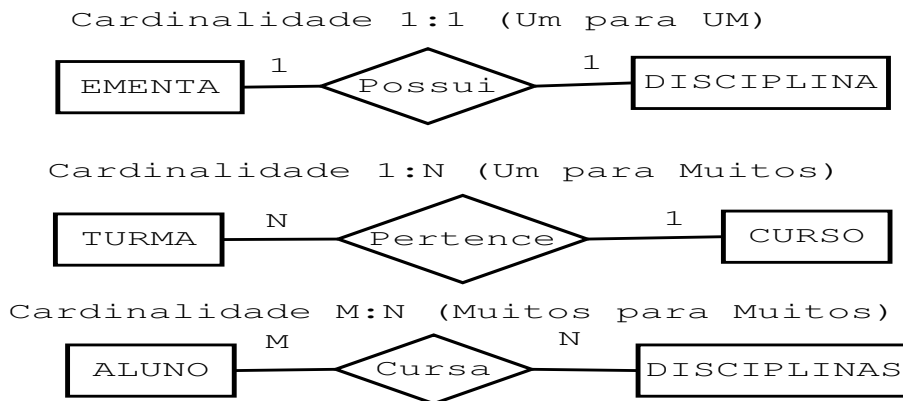 Cardinalidade 1:1 (Um para UM)
EMENTA 1 Possui 1 DISCIPLINA
Cardinalidade 1:N (Um para Muitos)
TURMA N Pertence 1 CURSO
Cardinalidade M:N (Muitos para Muitos)
ALUNO M Cursa N DISCIPLINAS